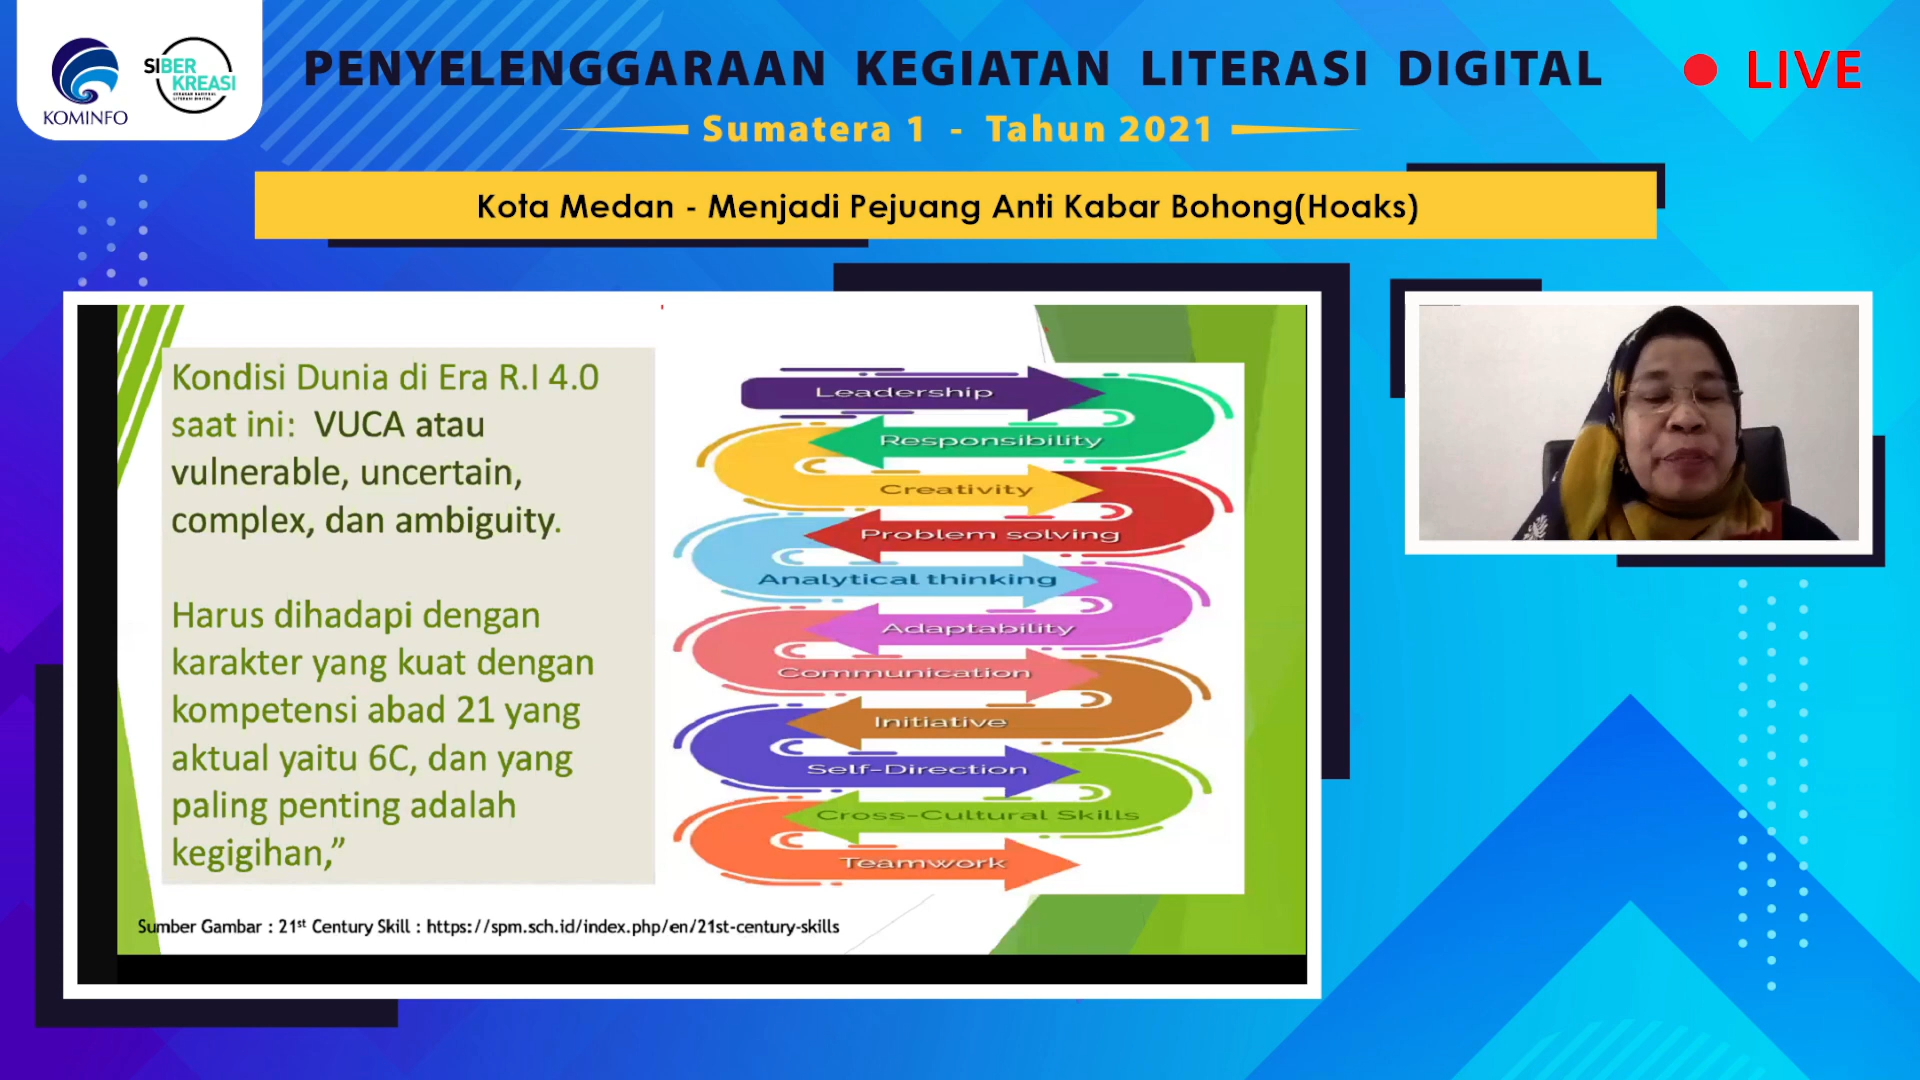 KOMINFO
SIBER
KREASI
GERAKAN NASIONAL
LITERASI DIGITAL
PENYELENGGARAAN KEGIATAN LITERASI DIGITAL
LIVE
Sumatera 1 - Tahun 2021
Kota Medan - Menjadi Pejuang Anti Kabar Bohong(Hoaks)
Kondisi Dunia di Era R.I 4.0
saat ini: VUCA atau
vulnerable, uncertain,
complex, dan ambiguity.
Harus dihadapi dengan
karakter yang kuat dengan
kompetensi abad 21 yang
aktual yaitu 6C, dan yang
paling penting adalah
kegigihan,”
Leadership
Responsibility
Creativity
Problem solving
Analytical thinking
Adaptability
Communication
Initiative
Self-Direction
Cross-Cultural Skills
Teamwork
Sumber Gambar : 21st Century Skill : https://spm.sch.id/index.php/en/21st-century-skills